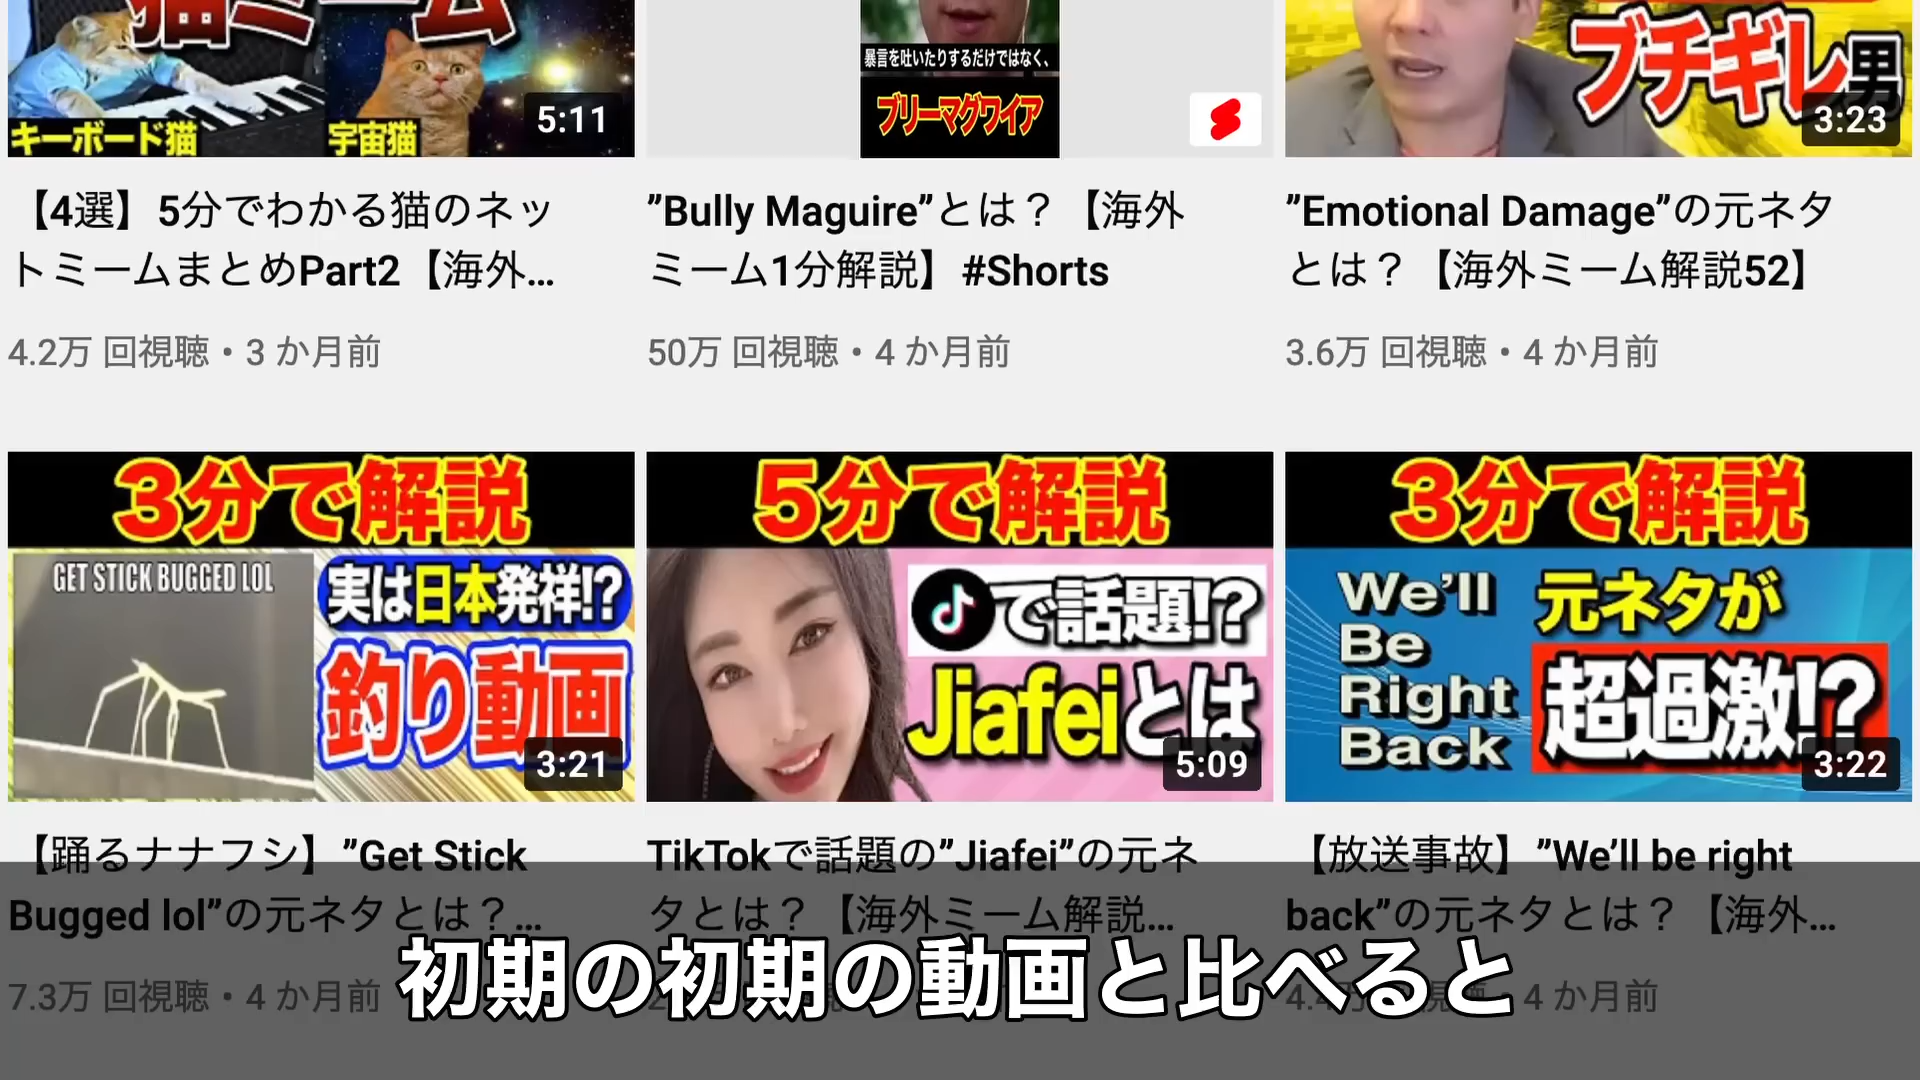 猫ミーム
キーボード猫
宇宙猫
5:11
暴言を吐いたりするだけではなく、
ブリーマグワイア
ブチギレ男
3:23
【4選】5分でわかる猫のネッ
トミームまとめPart2【海外...
4.2万 回視聴・3 か月前
”Bully Maguire”とは？【海外
ミーム1分解説】#Shorts
50万 回視聴・4 か月前
”Emotional Damage”の元ネタ
とは？【海外ミーム解説52】
3.6万 回視聴・4 か月前
3分で解説
GET STICK BUGGED LOL
実は日本発祥!?
釣り動画
3:21
5分で解説
で話題!?
Jiafeiとは
5:09
3分で解説
We’ll
Be
Right
Back
元ネタが
超過激!?
3:22
【踊るナナフシ】”Get Stick
Bugged lol”の元ネタとは？...
7.3万 回視聴・4 か月前
TikTokで話題の”Jiafei”の元ネ
タとは？【海外ミーム解説...
【放送事故】”We’ll be right
back”の元ネタとは？【海外...
4 か月前
初期の初期の動画と比べると